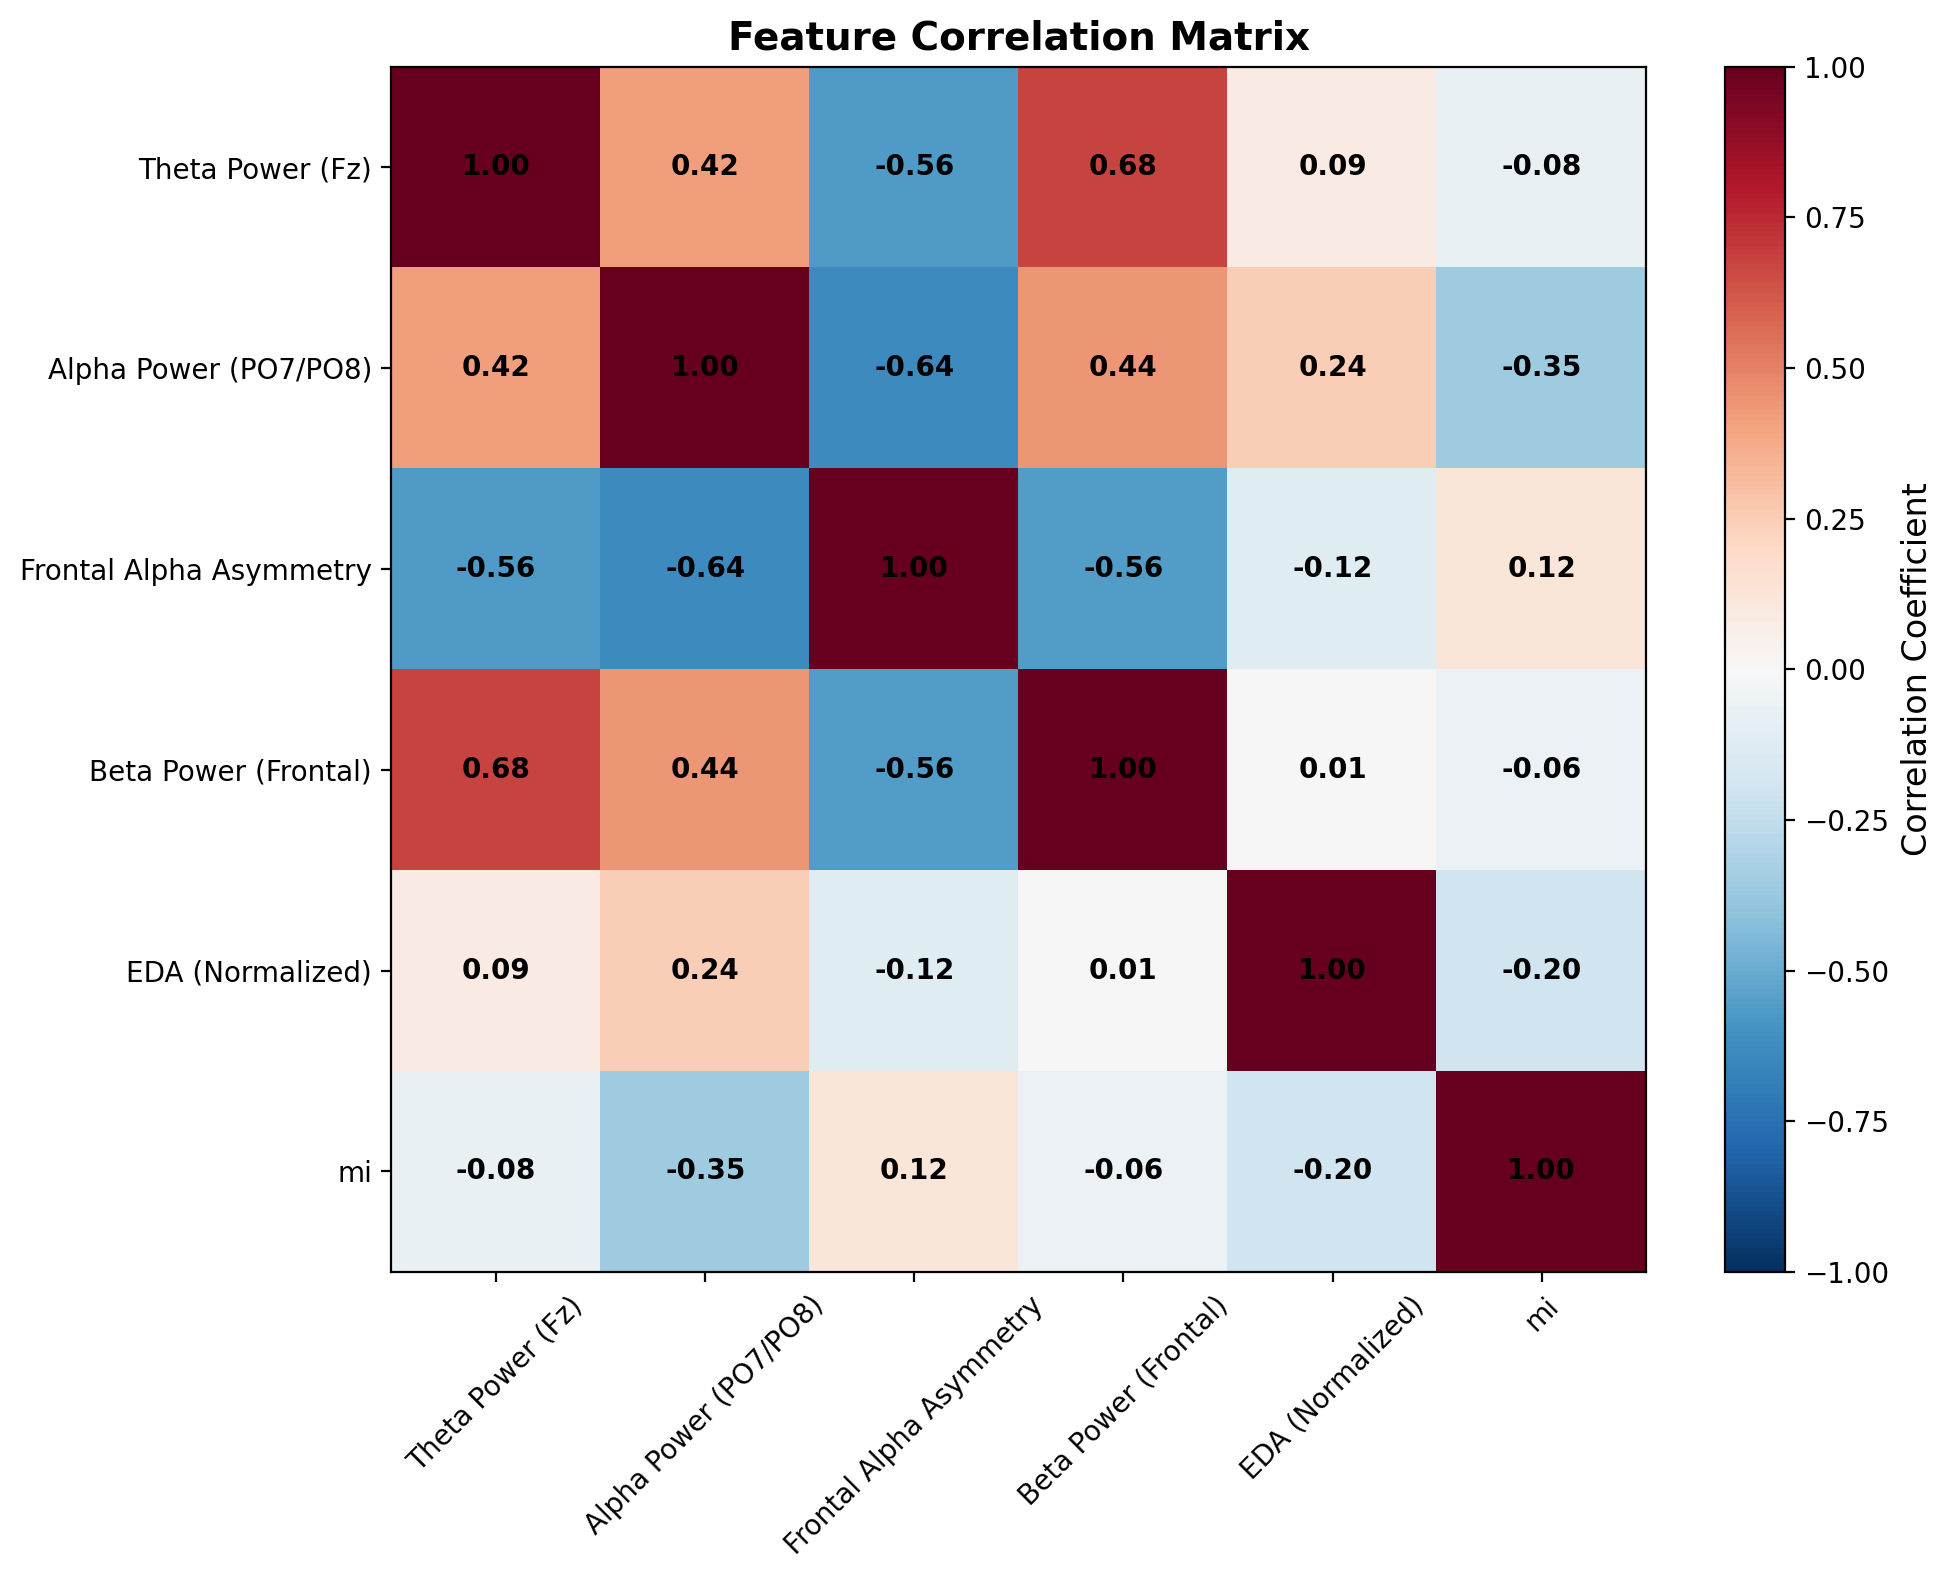 Feature Correlation Matrix
Theta Power (Fz) 1.00 0.42 -0.56 0.68 0.09 -0.08
Alpha Power (PO7/PO8) 0.42 1.00 -0.64 0.44 0.24 -0.35
Frontal Alpha Asymmetry -0.56 -0.64 1.00 -0.56 -0.12 0.12
Beta Power (Frontal) 0.68 0.44 -0.56 1.00 0.01 -0.06
EDA (Normalized) 0.09 0.24 -0.12 0.01 1.00 -0.20
mi -0.08 -0.35 0.12 -0.06 -0.20 1.00
Theta Power (Fz)
Alpha Power (PO7/PO8)
Frontal Alpha Asymmetry
Beta Power (Frontal)
EDA (Normalized)
mi
1.00
0.75
0.50
0.25
0.00
−0.25
−0.50
−0.75
−1.00
Correlation Coefficient